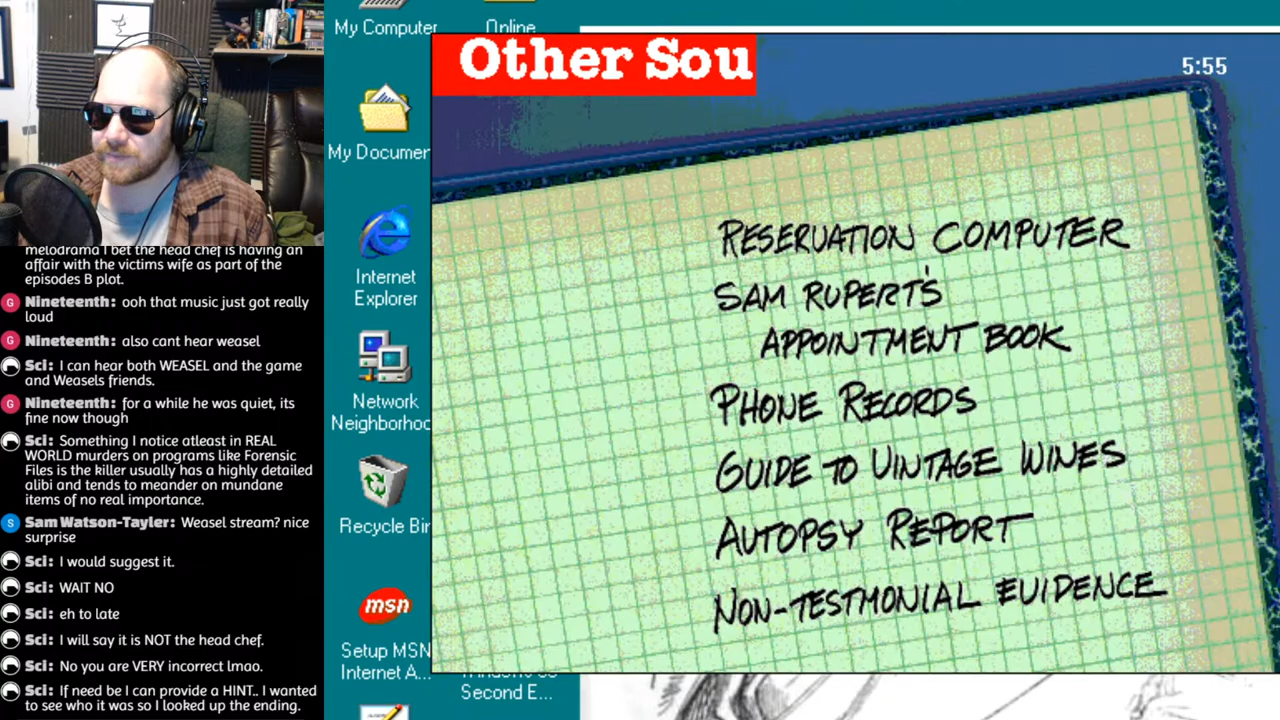 melodrama I bet the head chef is having an
affair with the victims wife as part of the
episodes B plot.
G Nineteenth: ooh that music just got really
loud
G Nineteenth: also cant hear weasel
Sci: I can hear both WEASEL and the game
and Weasels friends.
G Nineteenth: for a while he was quiet, its
fine now though
Sci: Something I notice atleast in REAL
WORLD murders on programs like Forensic
Files is the killer usually has a highly detailed
alibi and tends to meander on mundane
items of no real importance.
S Sam Watson-Tayler: Weasel stream? nice
surprise
Sci: I would suggest it.
Sci: WAIT NO
Sci: eh to late
Sci: I will say it is NOT the head chef.
Sci: No you are VERY incorrect lmao.
Sci: If need be I can provide a HINT.. I wanted
to see who it was so I looked up the ending.
My Computer
Online
My Documen
Internet
Explorer
Network
Neighborhoo
Recycle Bin
msn
Setup MSN
Internet A...
Second E...
Other Sou
5:55
RESERVATION COMPUTER
SAM RUPERT'S
APPOINTMENT BOOK
PHONE RECORDS
GUIDE TO VINTAGE WINES
AUTOPSY REPORT
NON-TESTMONIAL EVIDENCE